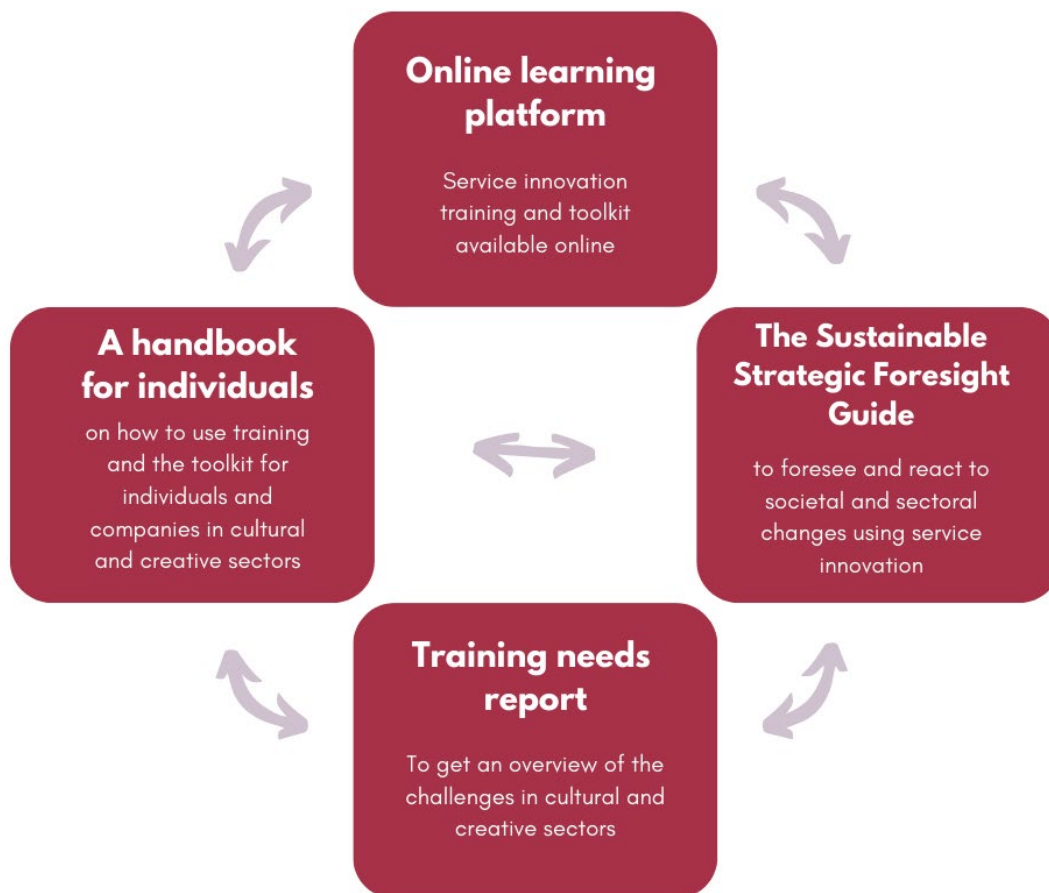 Online learning
platform
Service innovation
training and toolkit
available online
A handbook
for individuals
on how to use training
and the toolkit for
individuals and
companies in cultural
and creative sectors
The Sustainable
Strategic Foresight
Guide
to foresee and react to
societal and sectoral
changes using service
innovation
Training needs
report
To get an overview of the
challenges in cultural and
creative sectors